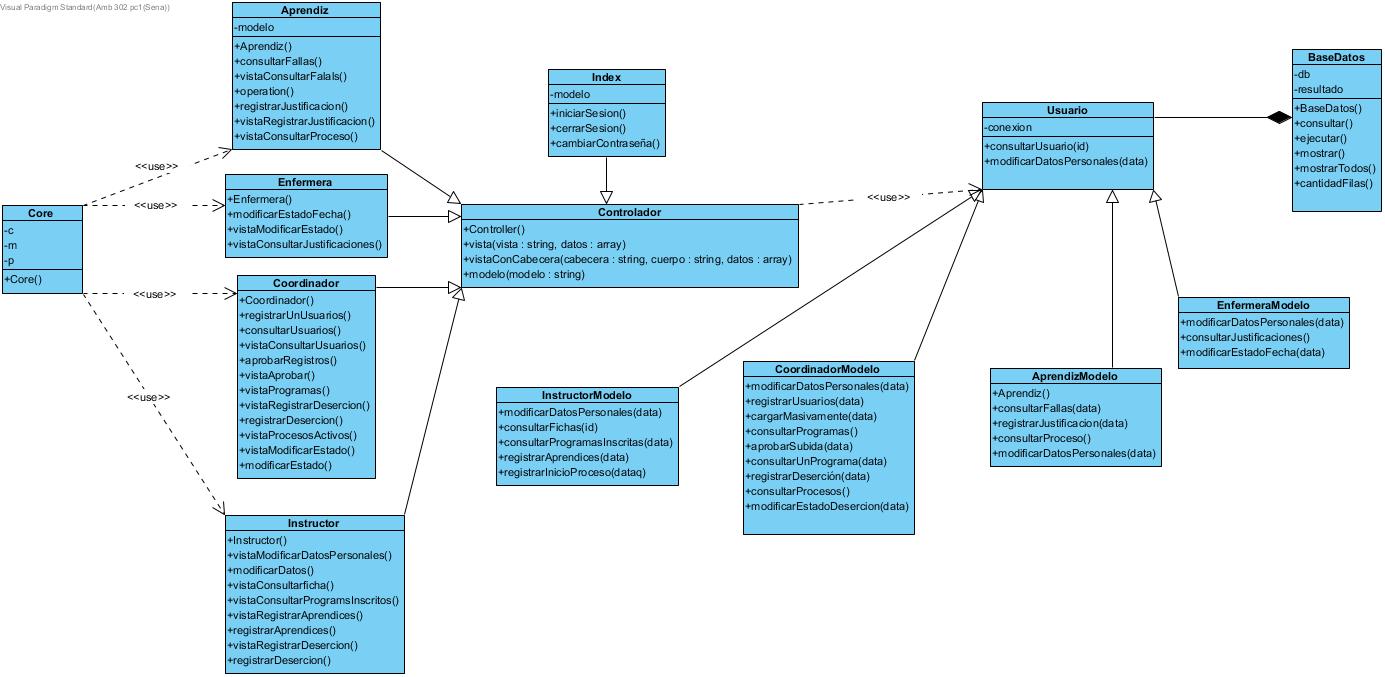 Visual Paradigm Standard(Amb 302 pc1(Sena))
Aprendiz
-modelo
+Aprendiz()
+consultarFallas()
+vistaConsultarFalals()
+operation()
+registrarJustificacion()
+vistaRegistrarJustificacion()
+vistaConsultarProceso()
Index
-modelo
+iniciarSesion()
+cerrarSesion()
+cambiarContraseña()
BaseDatos
-db
-resultado
+BaseDatos()
+consultar()
+ejecutar()
+mostrar()
+mostrarTodos()
+cantidadFilas()
Usuario
-conexion
+consultarUsuario(id)
+modificarDatosPersonales(data)
<<use>>
<<use>>
<<use>>
<<use>>
<<use>>
Enfermera
+Enfermera()
+modificarEstadoFecha()
+vistaModificarEstado()
+vistaConsultarJustificaciones()
Core
-c
-m
-p
+Core()
Controlador
+Controller()
+vista(vista : string, datos : array)
+vistaConCabecera(cabecera : string, cuerpo : string, datos : array)
+modelo(modelo : string)
Coordinador
+Coordinador()
+registrarUnUsuarios()
+consultarUsuarios()
+vistaConsultarUsuarios()
+aprobarRegistros()
+vistaAprobar()
+vistaProgramas()
+vistaRegistrarDesercion()
+registrarDesercion()
+vistaProcesosActivos()
+vistaModificarEstado()
+modificarEstado()
EnfermeraModelo
+modificarDatosPersonales(data)
+consultarJustificaciones()
+modificarEstadoFecha(data)
InstructorModelo
+modificarDatosPersonales(data)
+consultarFichas(id)
+consultarProgramasInscritas(data)
+registrarAprendices(data)
+registrarInicioProceso(dataq)
CoordinadorModelo
+modificarDatosPersonales(data)
+registrarUsuarios(data)
+cargarMasivamente(data)
+consultarProgramas()
+aprobarSubida(data)
+consultarUnPrograma(data)
+registrarDeserción(data)
+consultarProcesos()
+modificarEstadoDesercion(data)
AprendizModelo
+Aprendiz()
+consultarFallas(data)
+registrarJustificacion(data)
+consultarProceso()
+modificarDatosPersonales(data)
Instructor
+Instructor()
+vistaModificarDatosPersonales()
+modificarDatos()
+vistaConsultarficha()
+vistaConsultarProgramsInscritos()
+vistaRegistrarAprendices()
+registrarAprendices()
+vistaRegistrarDesercion()
+registrarDesercion()